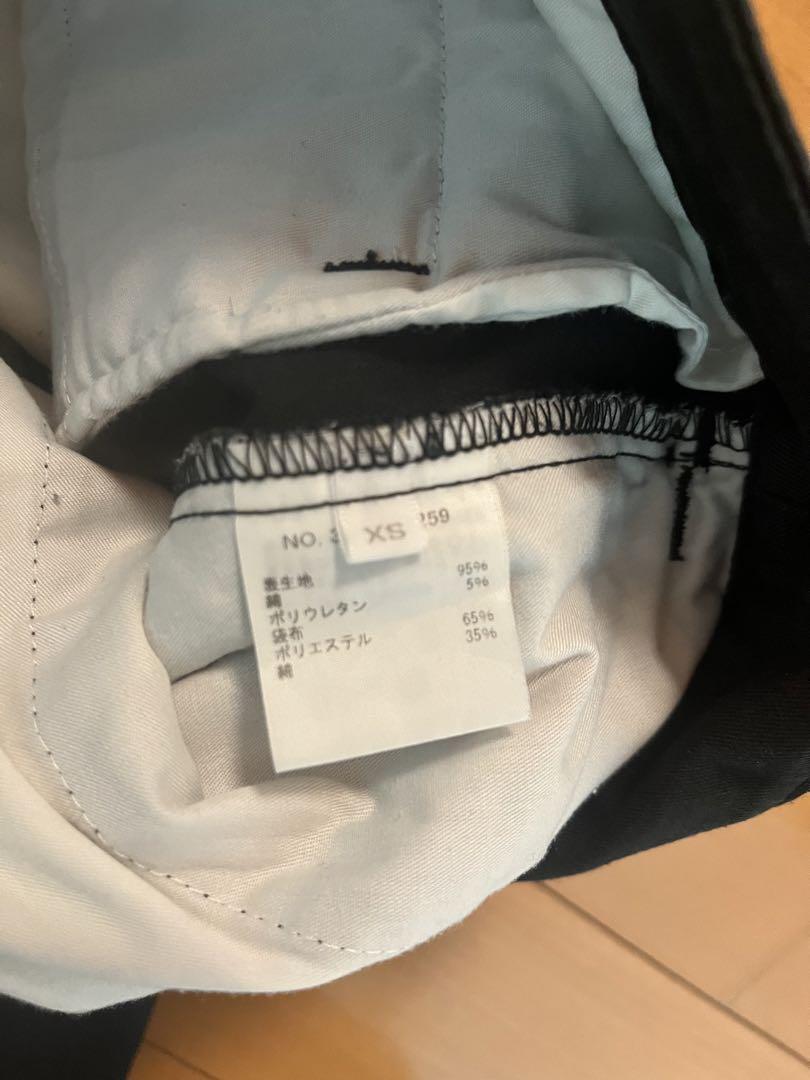 XS
NO. 3 259
表生地
綿 95%
ポリウレタン 5%
袋布
ポリエステル 65%
綿 35%